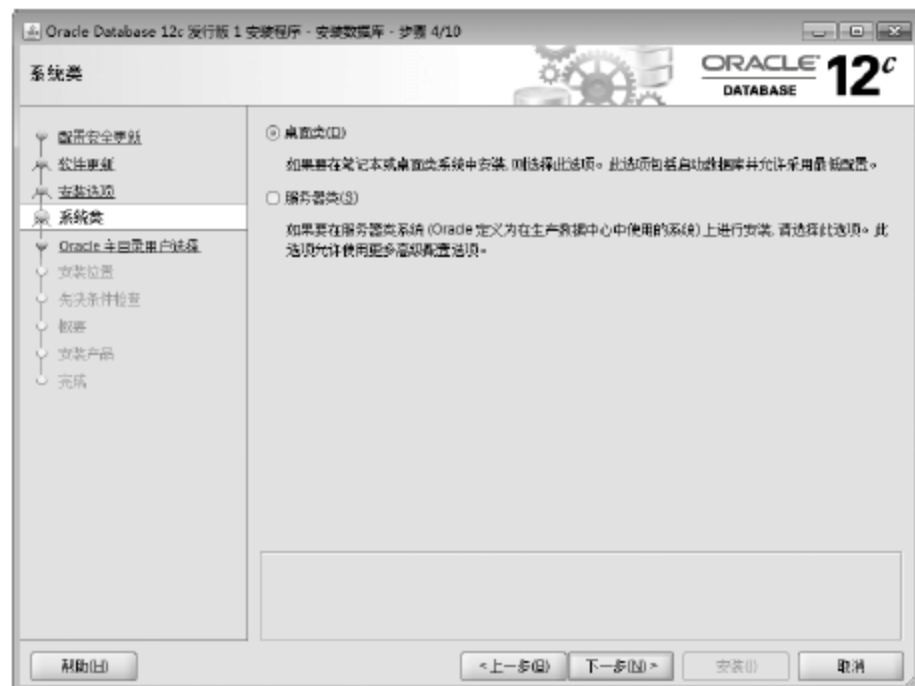 Oracle Database 12c 发行版 1 安装程序 - 安装数据库 - 步骤 4/10
系统类
ORACLE
DATABASE
12c
配置安全更新
软件更新
安装选项
系统类
Oracle 主目录用户选择
安装位置
先决条件检查
概要
安装产品
完成
桌面类(D)
如果要在笔记本或桌面类系统中安装, 则选择此选项。此选项包括启动数据库并允许采用最低配置。
服务器类(S)
如果要在服务器类系统 (Oracle 定义为在生产数据中心中使用的系统) 上进行安装, 请选择此选项。此
选项允许使用更多高级配置选项。
帮助(H)
<上一步(B)
下一步(N)>
安装(I)
取消